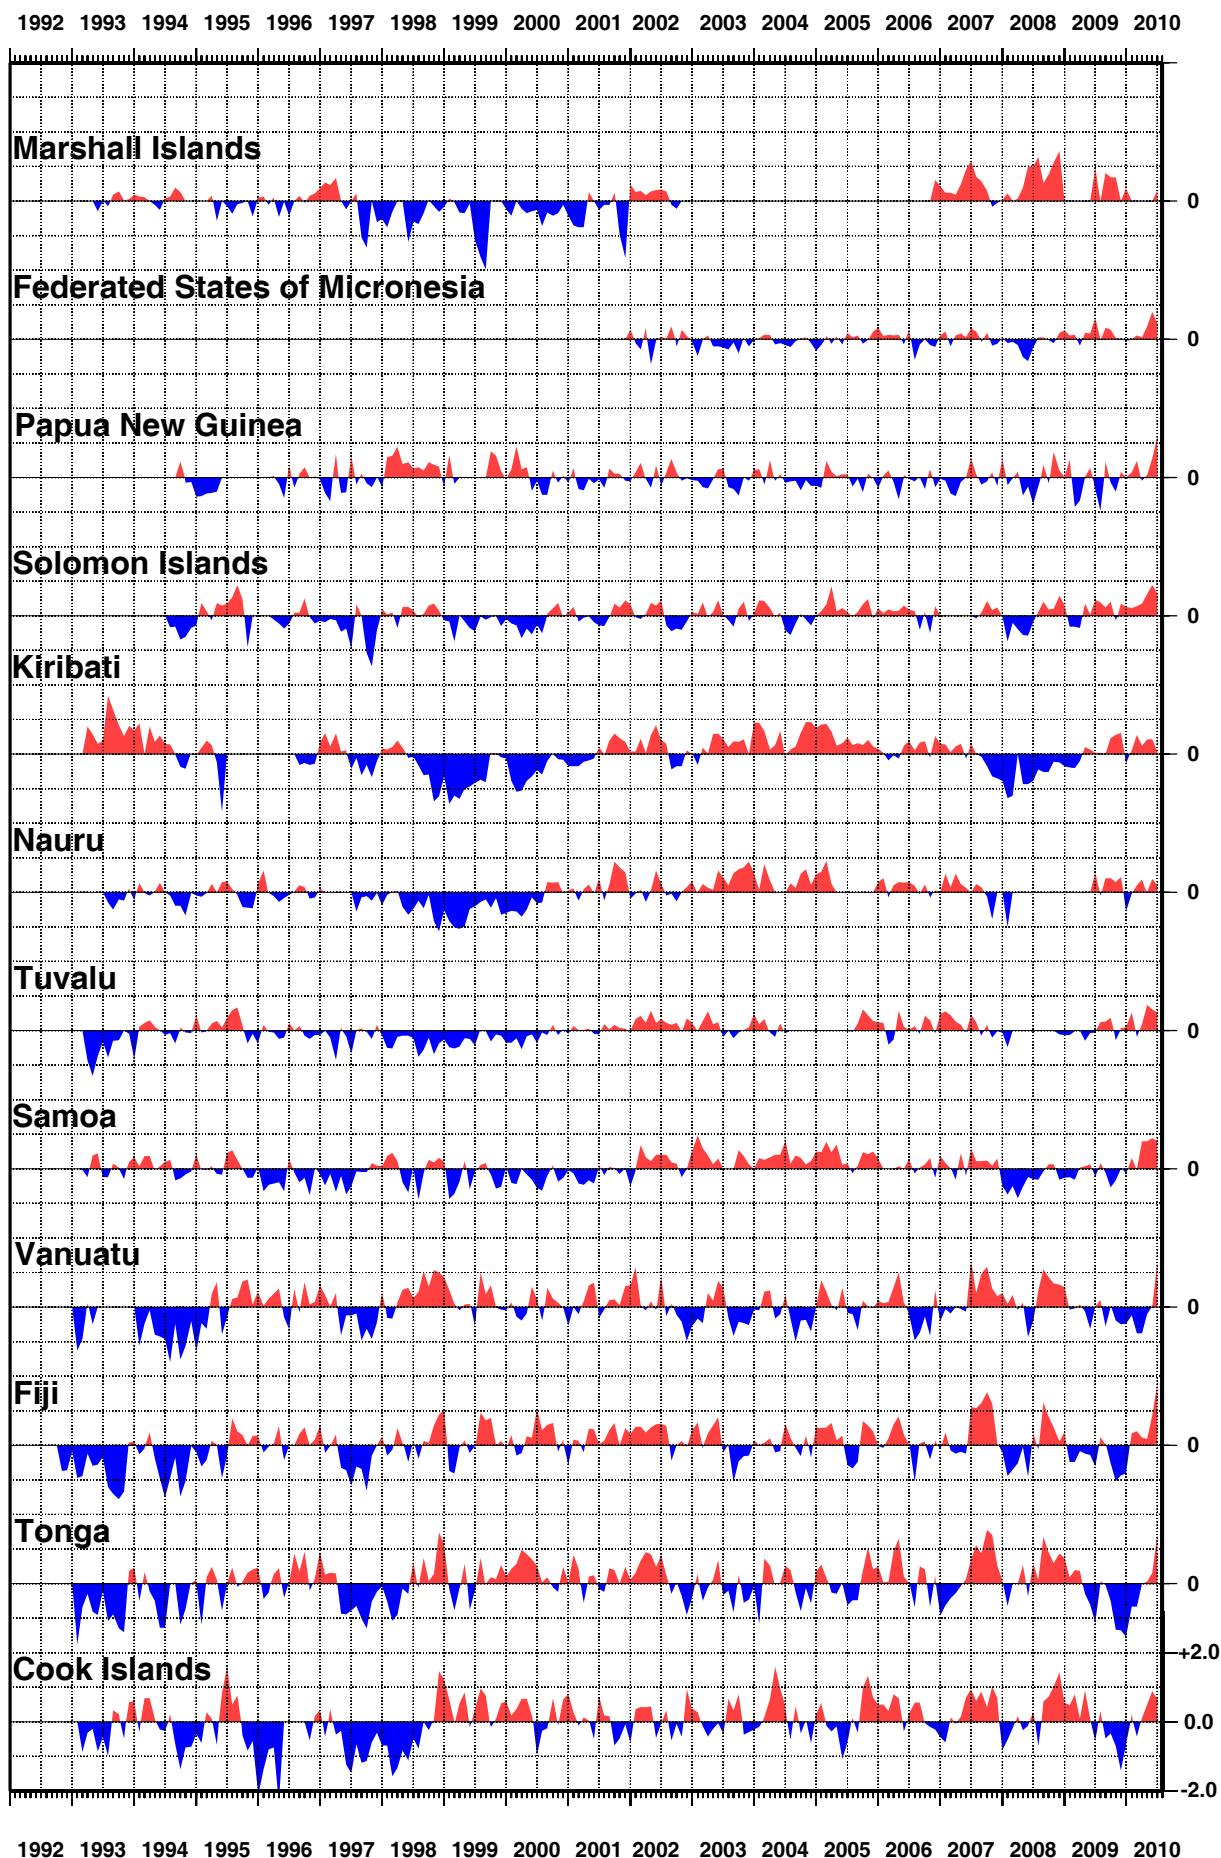 1992 1993 1994 1995 1996 1997 1998 1999 2000 2001 2002 2003 2004 2005 2006 2007 2008 2009 2010
Marshall Islands
0
Federated States of Micronesia
0
Papua New Guinea
0
Solomon Islands
0
Kiribati
0
Nauru
0
Tuvalu
0
Samoa
0
Vanuatu
0
Fiji
0
Tonga
0
+2.0
Cook Islands
0.0
-2.0
1992 1993 1994 1995 1996 1997 1998 1999 2000 2001 2002 2003 2004 2005 2006 2007 2008 2009 2010